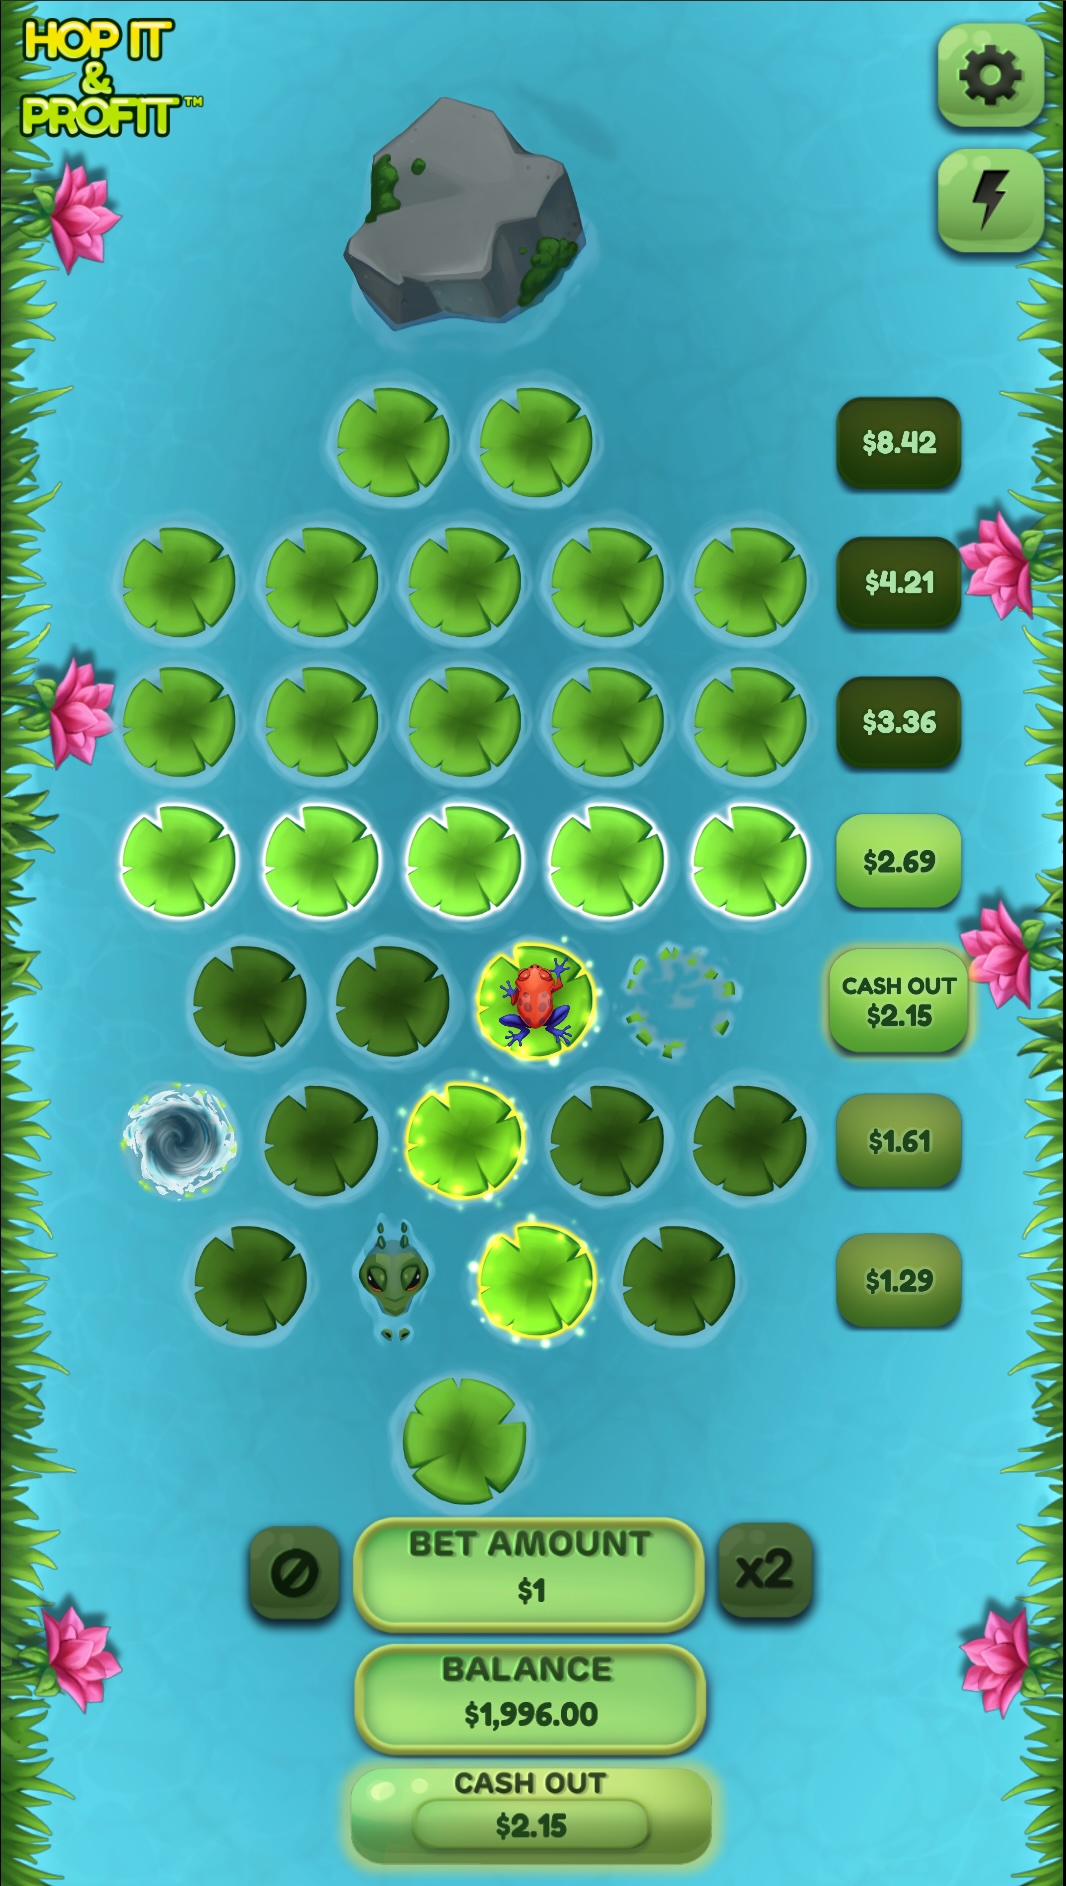 HOP IT
&
PROFIT™
$8.42
$4.21
$3.36
$2.69
CASH OUT
$2.15
$1.61
$1.29
BET AMOUNT
$1
x2
BALANCE
$1,996.00
CASH OUT
$2.15